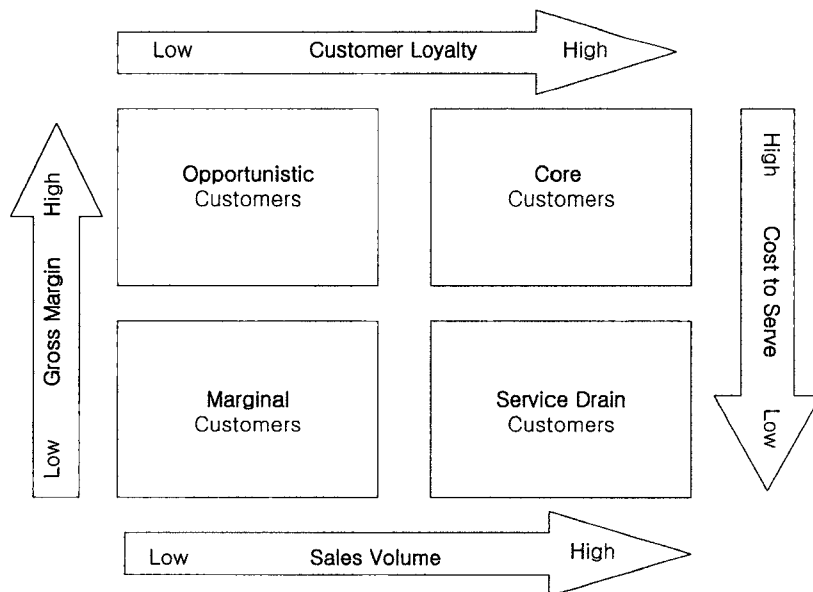 Low Customer Loyalty High
Opportunistic
Customers
Core
Customers
Marginal
Customers
Service Drain
Customers
Low Gross Margin High
High Cost to Serve Low
Low Sales Volume High